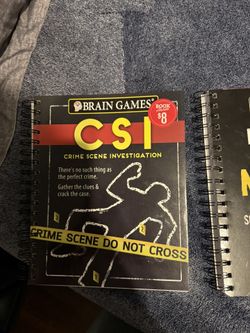 BRAIN GAMES®
BOOK
$8
CSI
CRIME SCENE INVESTIGATION
There's no such thing as
the perfect crime.
Gather the clues &
crack the case.
CRIME SCENE DO NOT CROSS